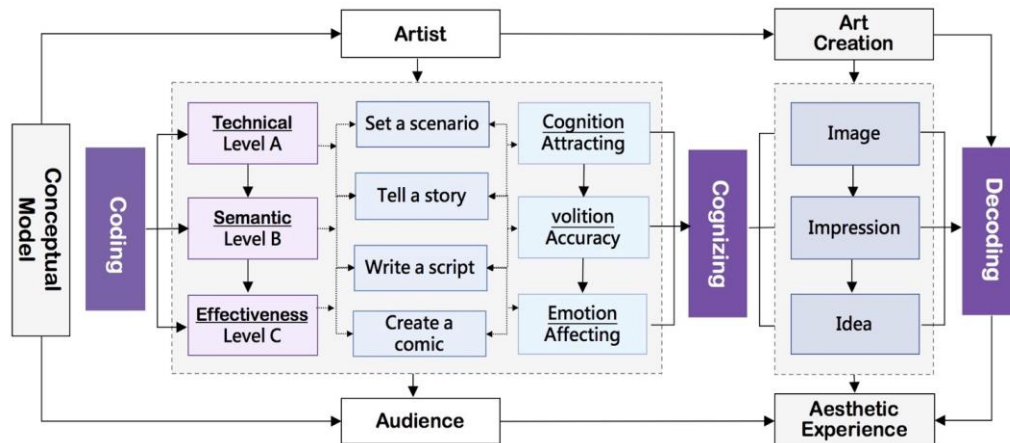 Artist
Art
Creation
Conceptual
Model
Coding
Technical
Level A
Semantic
Level B
Effectiveness
Level C
Set a scenario
Tell a story
Write a script
Create a
comic
Cognition
Attracting
volition
Accuracy
Emotion
Affecting
Cognizing
Image
Impression
Idea
Decoding
Audience
Aesthetic
Experience